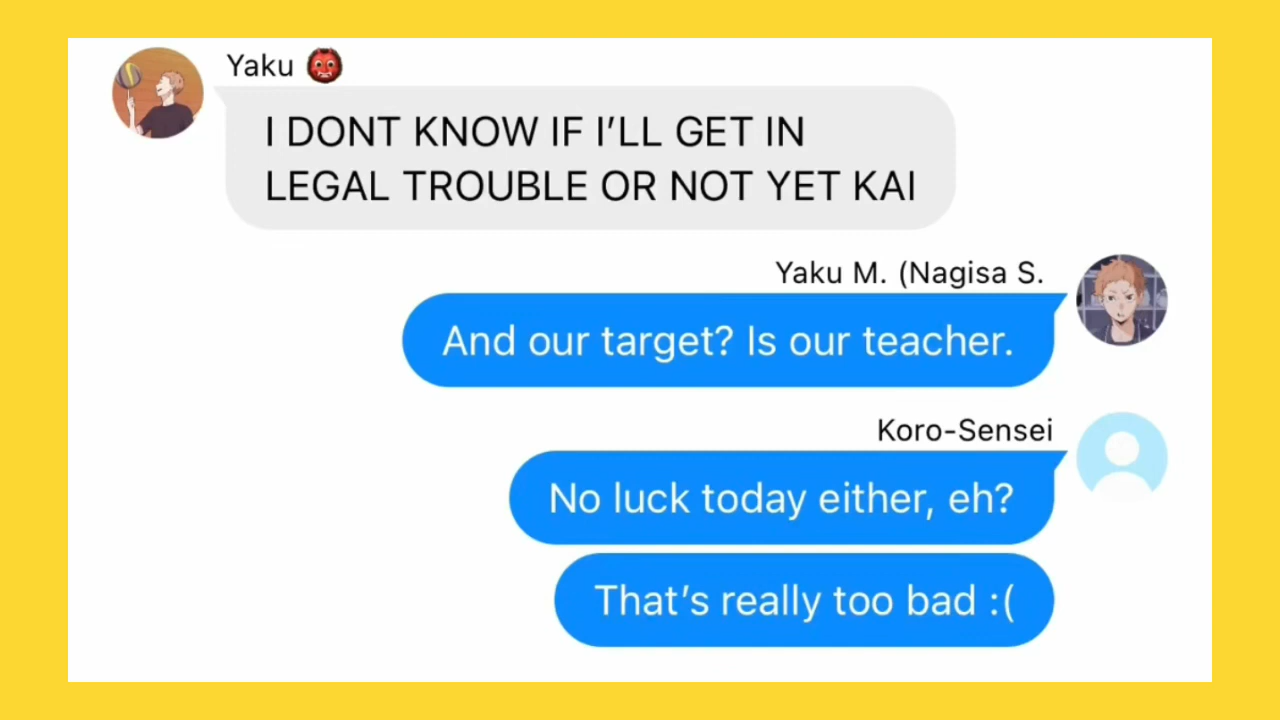 Yaku 👹
I DONT KNOW IF I’LL GET IN
LEGAL TROUBLE OR NOT YET KAI
Yaku M. (Nagisa S.
And our target? Is our teacher.
Koro-Sensei
No luck today either, eh?
That’s really too bad :(